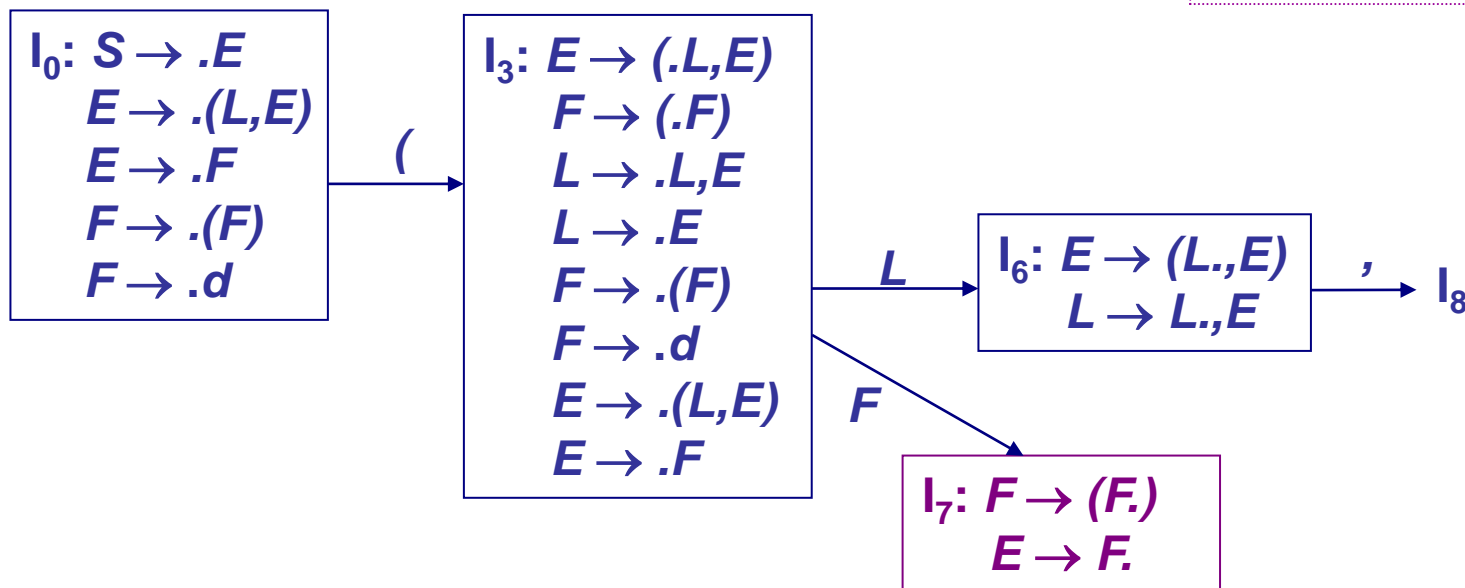 I₀: S → .E
E → .(L,E)
E → .F
F → .(F)
F → .d
(
I₃: E → (.L,E)
F → (.F)
L → .L,E
L → .E
F → .(F)
F → .d
E → .(L,E)
E → .F
L
F
I₆: E → (L.,E)
L → L.,E
,
I₈
I₇: F → (F.)
E → F.